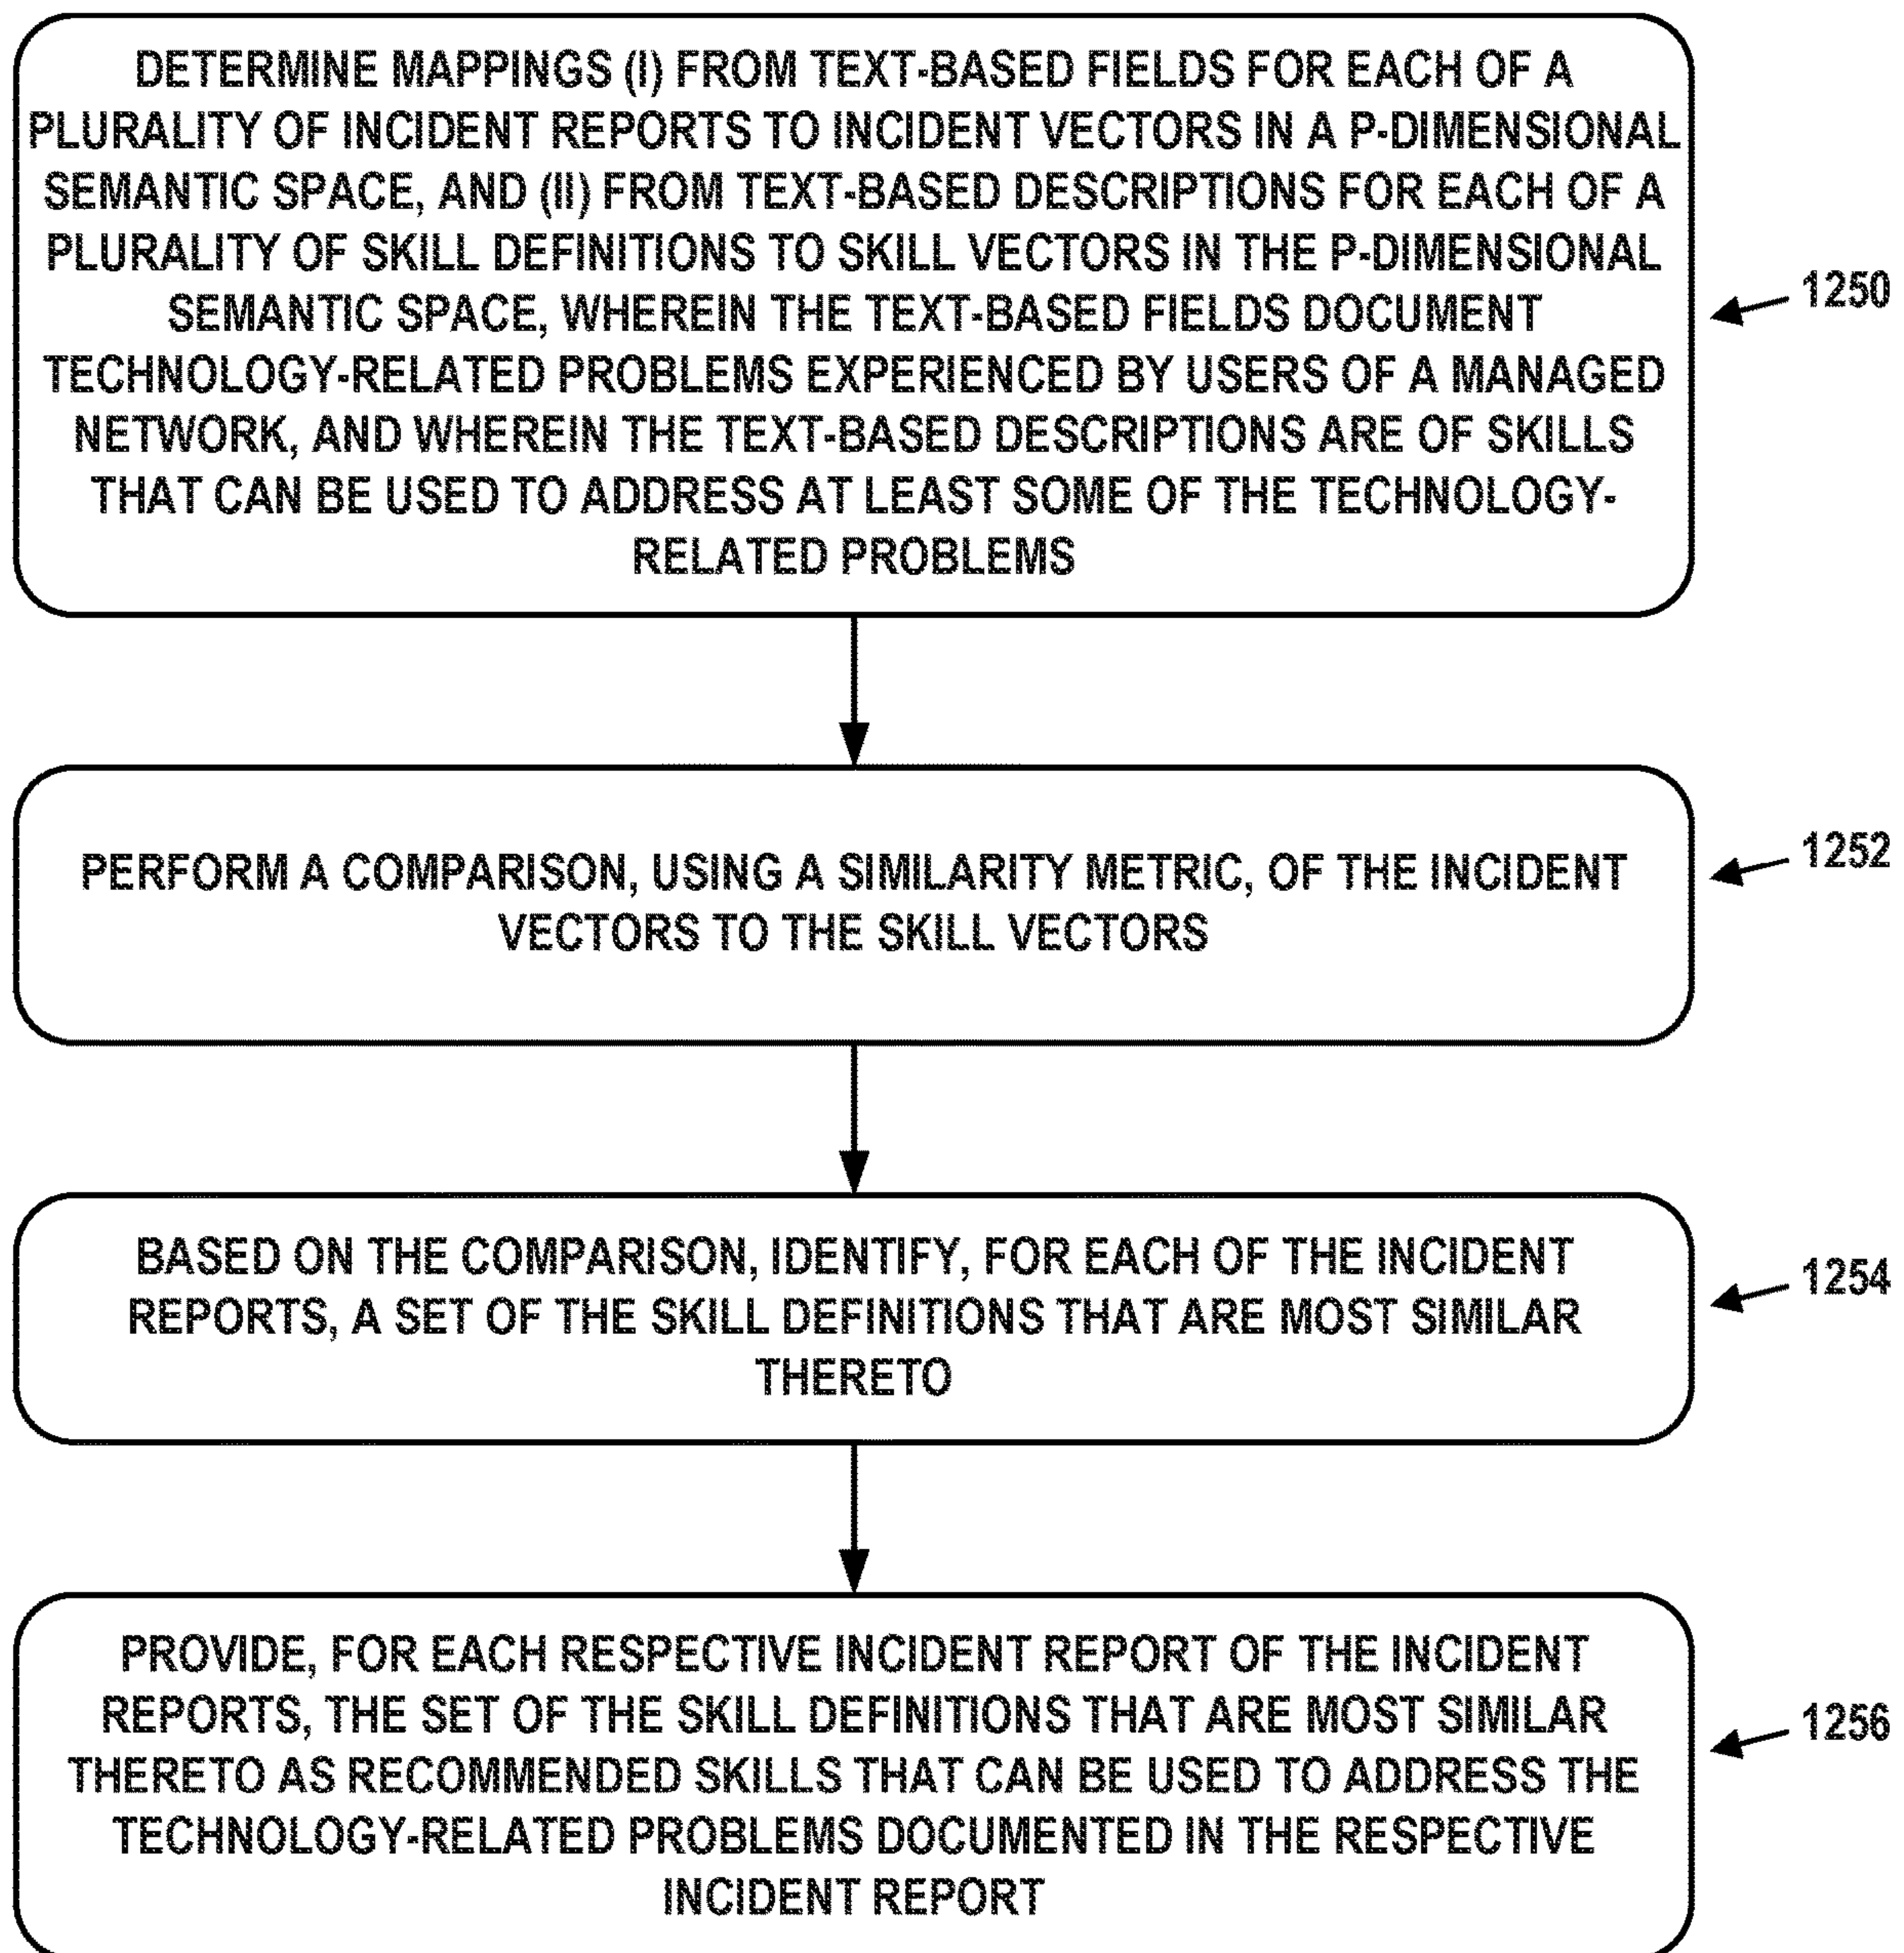 DETERMINE MAPPINGS (I) FROM TEXT-BASED FIELDS FOR EACH OF A
PLURALITY OF INCIDENT REPORTS TO INCIDENT VECTORS IN A P-DIMENSIONAL
SEMANTIC SPACE, AND (II) FROM TEXT-BASED DESCRIPTIONS FOR EACH OF A
PLURALITY OF SKILL DEFINITIONS TO SKILL VECTORS IN THE P-DIMENSIONAL
SEMANTIC SPACE, WHEREIN THE TEXT-BASED FIELDS DOCUMENT
TECHNOLOGY-RELATED PROBLEMS EXPERIENCED BY USERS OF A MANAGED
NETWORK, AND WHEREIN THE TEXT-BASED DESCRIPTIONS ARE OF SKILLS
THAT CAN BE USED TO ADDRESS AT LEAST SOME OF THE TECHNOLOGY-
RELATED PROBLEMS
1250
PERFORM A COMPARISON, USING A SIMILARITY METRIC, OF THE INCIDENT
VECTORS TO THE SKILL VECTORS
1252
BASED ON THE COMPARISON, IDENTIFY, FOR EACH OF THE INCIDENT
REPORTS, A SET OF THE SKILL DEFINITIONS THAT ARE MOST SIMILAR
THERETO
1254
PROVIDE, FOR EACH RESPECTIVE INCIDENT REPORT OF THE INCIDENT
REPORTS, THE SET OF THE SKILL DEFINITIONS THAT ARE MOST SIMILAR
THERETO AS RECOMMENDED SKILLS THAT CAN BE USED TO ADDRESS THE
TECHNOLOGY-RELATED PROBLEMS DOCUMENTED IN THE RESPECTIVE
INCIDENT REPORT
1256